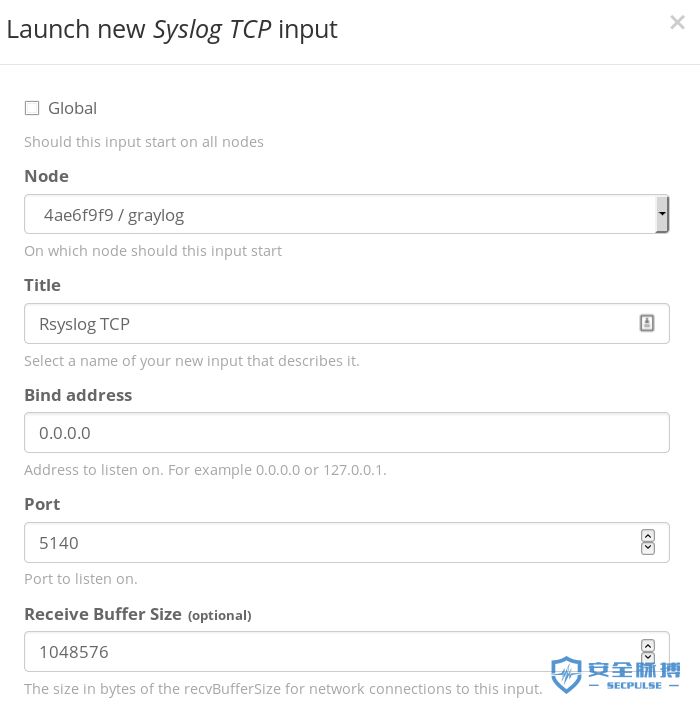 Launch new Syslog TCP input
×
Global
Should this input start on all nodes
Node
4ae6f9f9 / graylog
On which node should this input start
Title
Rsyslog TCP
Select a name of your new input that describes it.
Bind address
0.0.0.0
Address to listen on. For example 0.0.0.0 or 127.0.0.1.
Port
5140
Port to listen on.
Receive Buffer Size (optional)
1048576
The size in bytes of the recvBufferSize for network connections to this input.
安全脉搏
SECPULSE